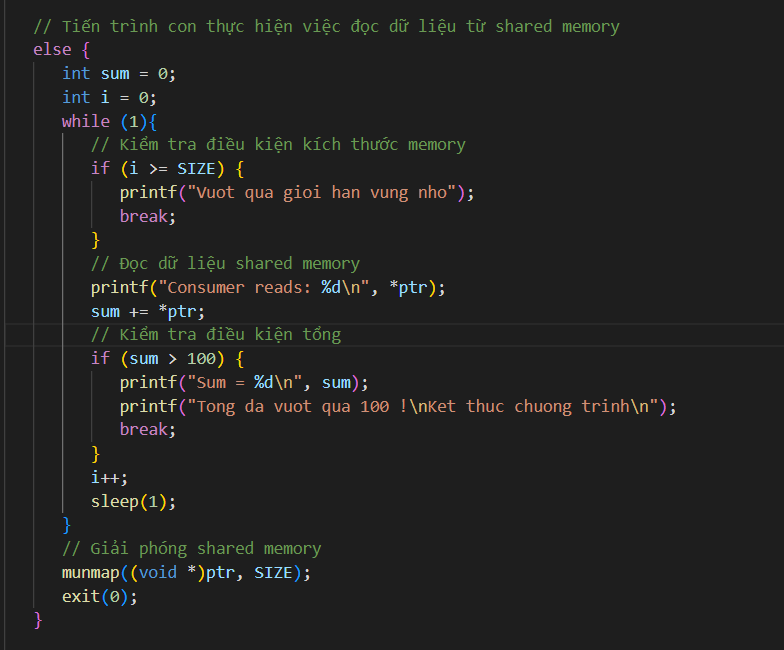 // Tiến trình con thực hiện việc đọc dữ liệu từ shared memory
else {
int sum = 0;
int i = 0;
while (1){
// Kiểm tra điều kiện kích thước memory
if (i >= SIZE) {
printf("Vuot qua gioi han vung nho");
break;
}
// Đọc dữ liệu shared memory
printf("Consumer reads: %d\n", *ptr);
sum += *ptr;
// Kiểm tra điều kiện tổng
if (sum > 100) {
printf("Sum = %d\n", sum);
printf("Tong da vuot qua 100 !\nKet thuc chuong trinh\n");
break;
}
i++;
sleep(1);
}
// Giải phóng shared memory
munmap((void *)ptr, SIZE);
exit(0);
}